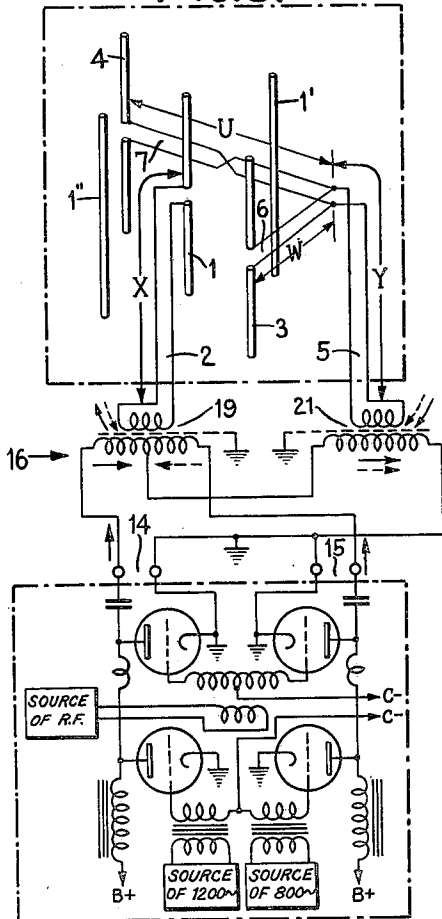 4
1'
U
7
1"
6
W
X
Y
1
3
2
5
19
21
16
14
15
SOURCE
OF R.F.
C-
C-
SOURCE
OF 1200~
SOURCE
OF 800~
B+
B+